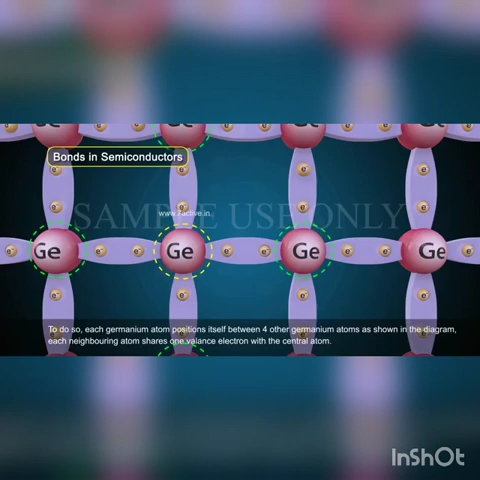 Bonds in Semiconductors
www.7active.in
SAMPLE USE ONLY
Ge Ge Ge Ge
e e e e e e e e
To do so, each germanium atom positions itself between 4 other germanium atoms as shown in the diagram,
each neighbouring atom shares one valance electron with the central atom.
InShOt